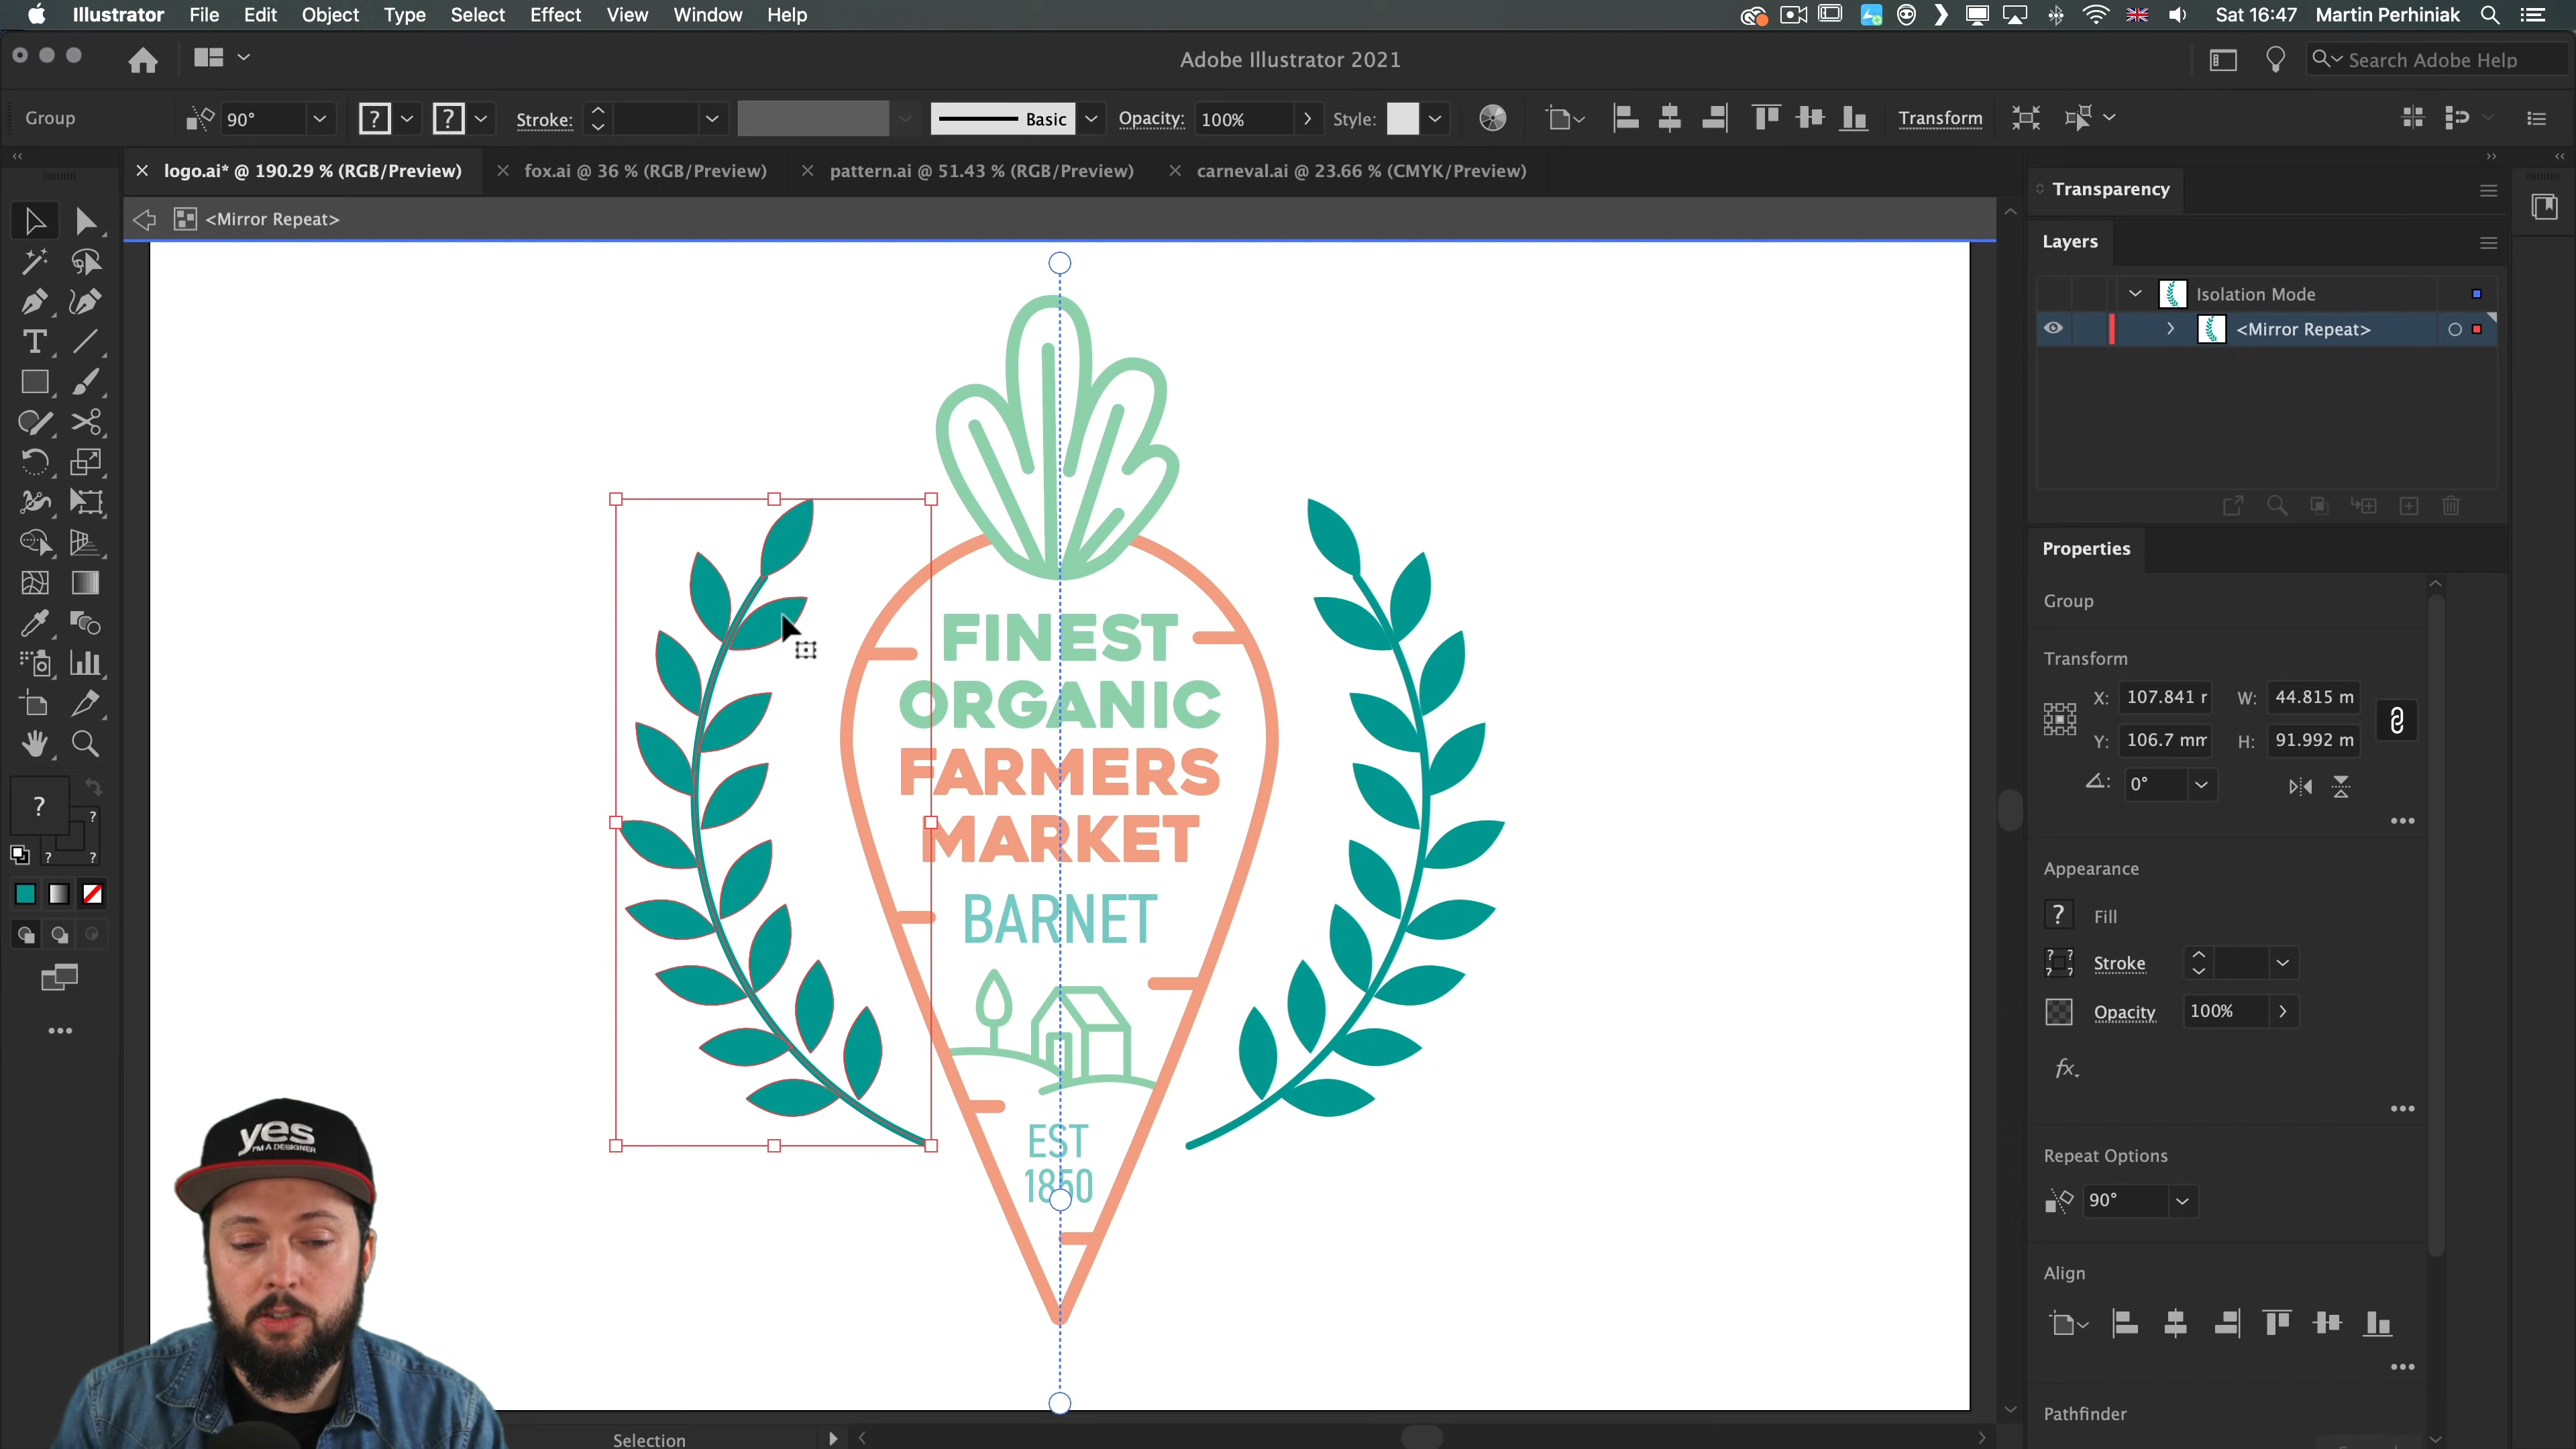 Illustrator File Edit Object Type Select Effect View Window Help
Sat 16:47 Martin Perhiniak
Adobe Illustrator 2021
Search Adobe Help
Group 90° ? ? Stroke: Basic Opacity: 100% Style: Transform
logo.ai* @ 190.29 % (RGB/Preview)
fox.ai @ 36 % (RGB/Preview)
pattern.ai @ 51.43 % (RGB/Preview)
carneval.ai @ 23.66 % (CMYK/Preview)
<Mirror Repeat>
FINEST
ORGANIC
FARMERS
MARKET
BARNET
EST
1850
yes
I'M A DESIGNER
Selection
Transparency
Layers
Isolation Mode
<Mirror Repeat>
Properties
Group
Transform
X: 107.841 r W: 44.815 m
Y: 106.7 mm H: 91.992 m
0°
Appearance
? Fill
Stroke
Opacity 100%
fx
Repeat Options
90°
Align
Pathfinder